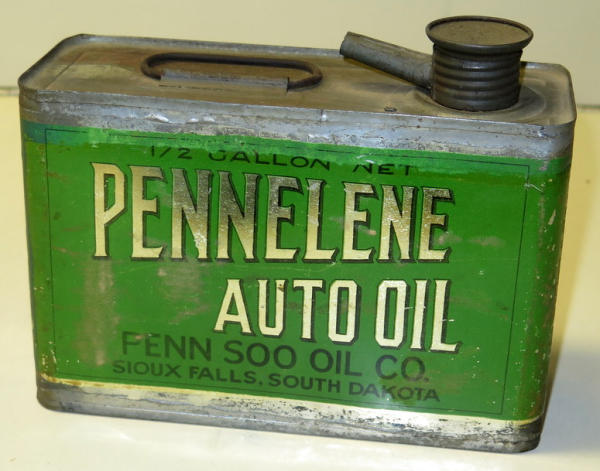 1/2 GALLON NET
PENNELENE
AUTO OIL
PENN SOO OIL CO.
SIOUX FALLS, SOUTH DAKOTA